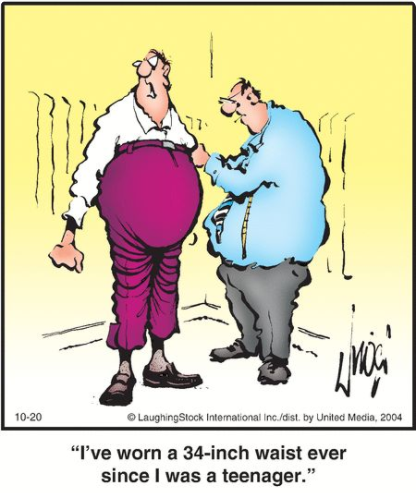 10-20
© LaughingStock International Inc./dist. by United Media, 2004
"I've worn a 34-inch waist ever
since I was a teenager."